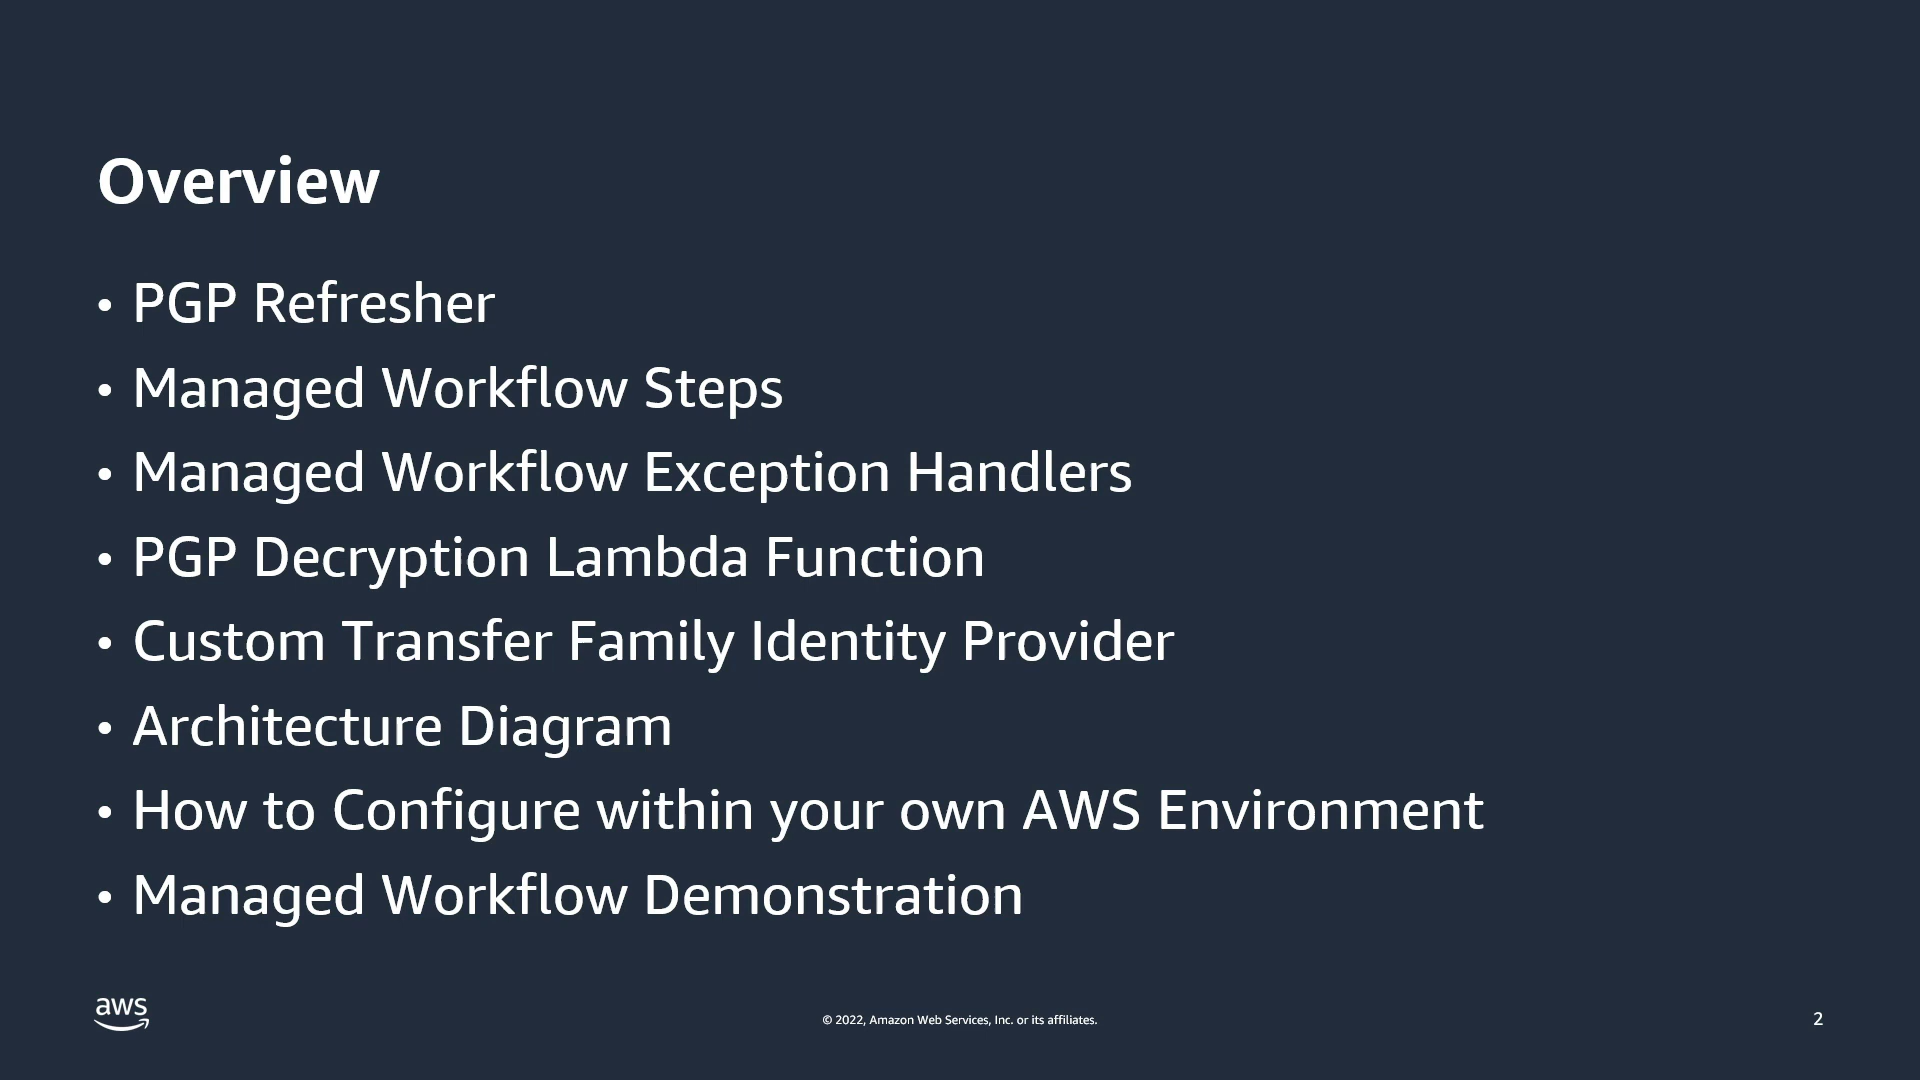 Overview
• PGP Refresher
• Managed Workflow Steps
• Managed Workflow Exception Handlers
• PGP Decryption Lambda Function
• Custom Transfer Family Identity Provider
• Architecture Diagram
• How to Configure within your own AWS Environment
• Managed Workflow Demonstration
aws
© 2022, Amazon Web Services, Inc. or its affiliates.
2